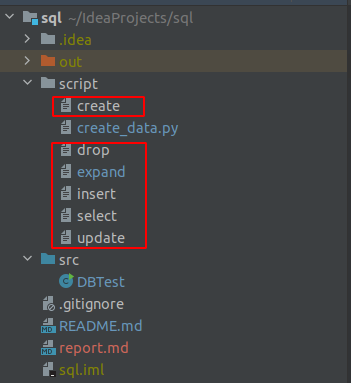 sql ~/IdeaProjects/sql
.idea
out
script
create
create_data.py
drop
expand
insert
select
update
src
DBTest
.gitignore
README.md
report.md
sql.iml